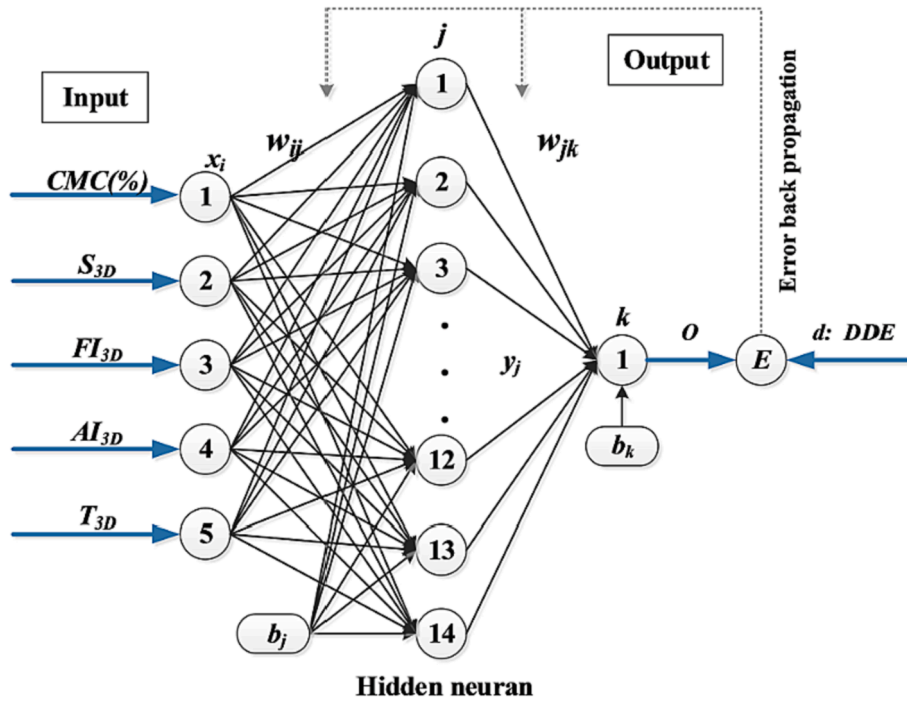 Input
Output
Error back propagation
j
k
x_i
w_ij
w_jk
y_j
CMC(%)
S_3D
FI_3D
AI_3D
T_3D
1
2
3
4
5
b_j
1
2
3
12
13
14
1
b_k
O
E
d: DDE
Hidden neuran